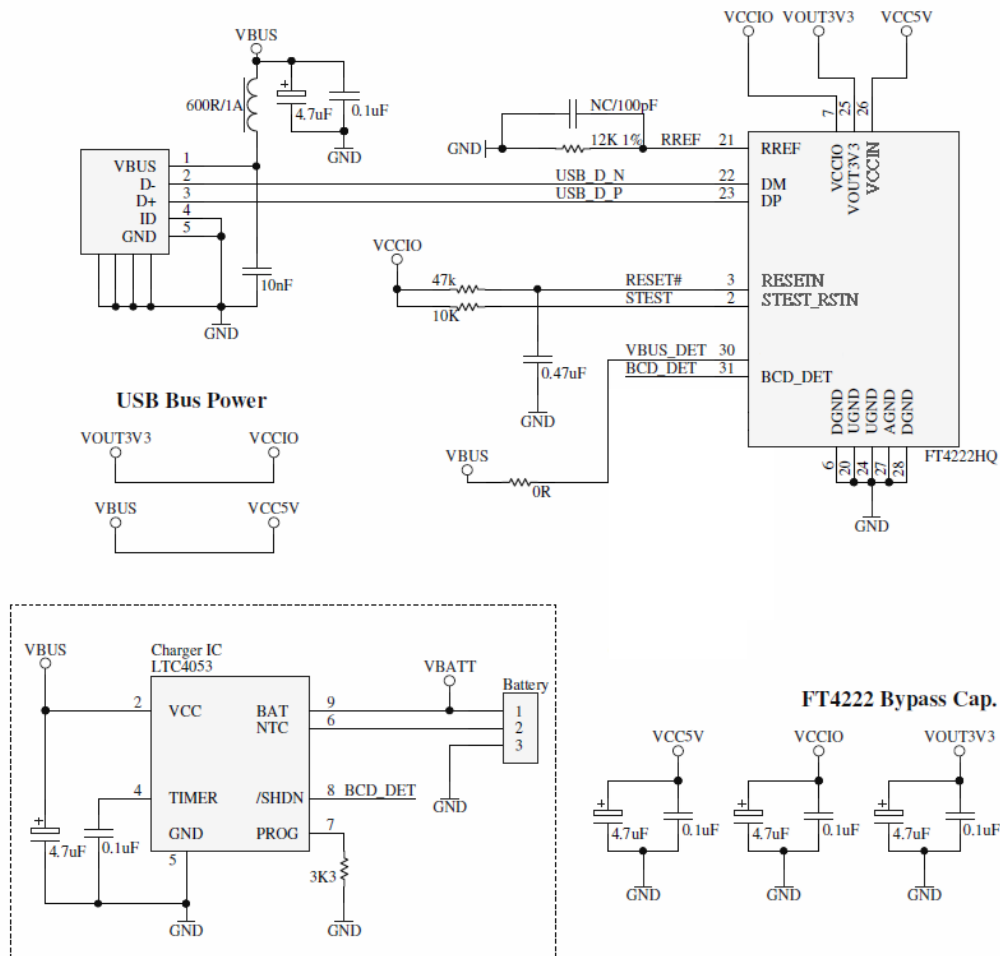 VCCIO VOUT3V3 VCC5V
VBUS
600R/1A
4.7uF
0.1uF
GND
7 25 26
NC/100pF
GND 12K 1% RREF 21 RREF
VCCIO
VOUT3V3
VCCIN
VBUS 1
D- 2 USB_D_N 22 DM
D+ 3 USB_D_P 23 DP
ID 4
GND 5
10nF
GND
VCCIO
47k RESET# 3 RESETN
10K STEST 2 STEST_RSTN
0.47uF
GND
VBUS_DET 30
BCD_DET 31 BCD_DET
DGND
UGND
UGND
AGND
DGND
FT4222HQ
6 20 24 27 28
GND
VBUS
0R
USB Bus Power
VOUT3V3 VCCIO
VBUS VCC5V
Charger IC
LTC4053
VBUS
VBATT
Battery
2 VCC BAT 9 1
NTC 6 2
3
GND
4 TIMER /SHDN 8 BCD_DET
GND PROG 7
5
4.7uF
0.1uF
3K3
GND
GND
FT4222 Bypass Cap.
VCC5V VCCIO VOUT3V3
4.7uF 0.1uF 4.7uF 0.1uF 4.7uF 0.1uF
GND GND GND